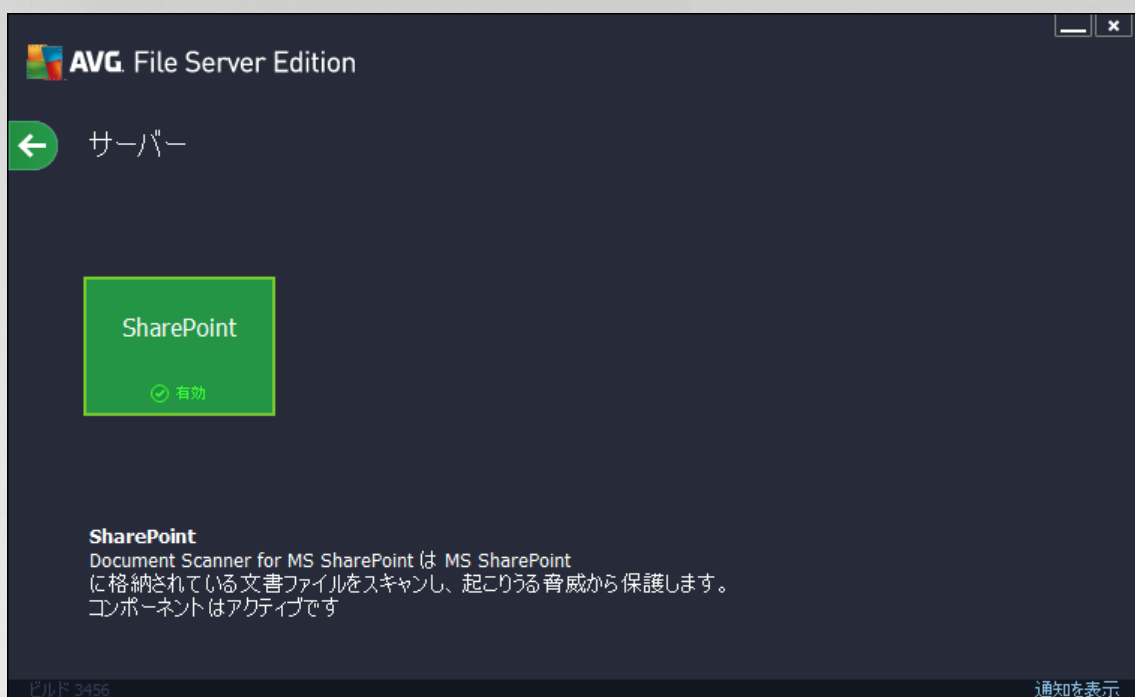 AVG. File Server Edition
サーバー
SharePoint
有効
SharePoint
Document Scanner for MS SharePoint は MS SharePoint
に格納されている文書ファイルをスキャンし、起こりうる脅威から保護します。
コンポーネントはアクティブです
ビルド 3456
通知を表示